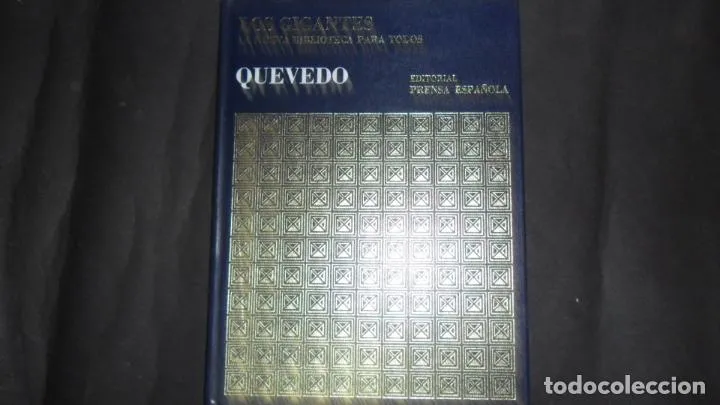 LOS GIGANTES
LA NUEVA BIBLIOTECA PARA TODOS
QUEVEDO
EDITORIAL
PRENSA ESPAÑOLA
todocoleccion